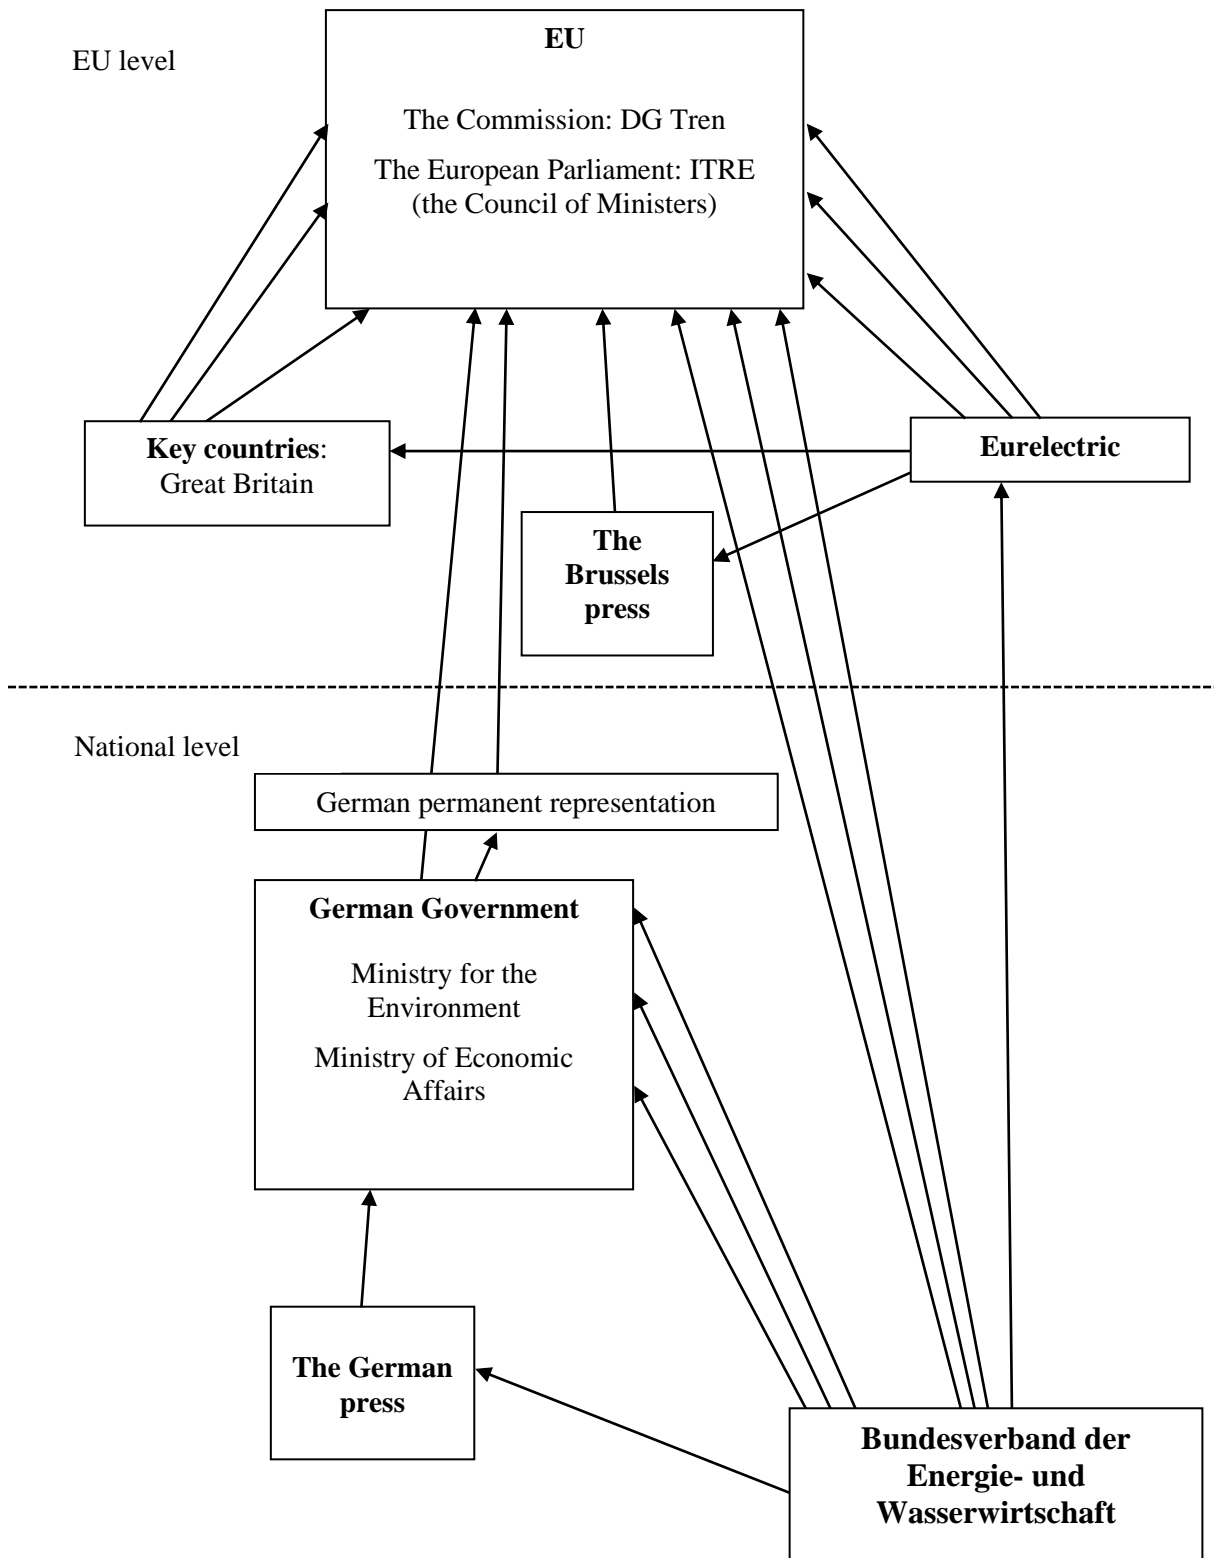 EU level
EU
The Commission: DG Tren
The European Parliament: ITRE
(the Council of Ministers)
Key countries:
Great Britain
Eurelectric
The
Brussels
press
National level
German permanent representation
German Government
Ministry for the
Environment
Ministry of Economic
Affairs
The German
press
Bundesverband der
Energie- und
Wasserwirtschaft